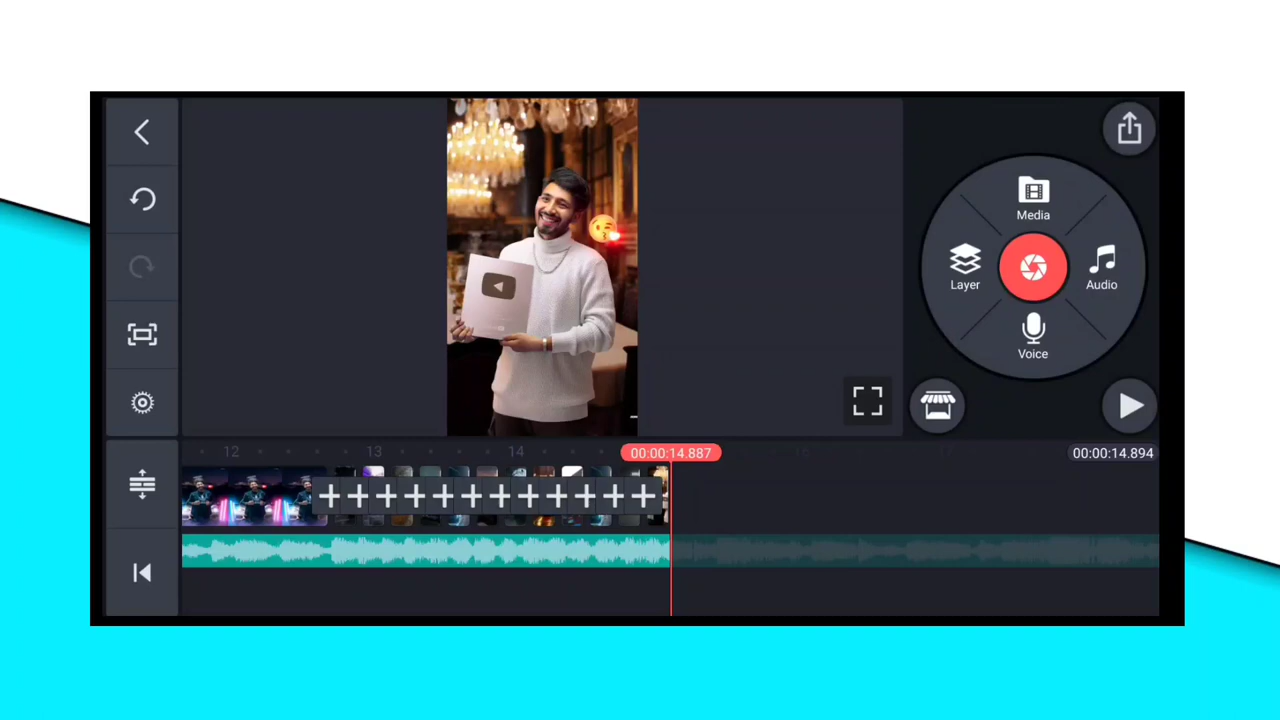 Media
Layer
Audio
Voice
12
13
14
00:00:14.887
00:00:14.894